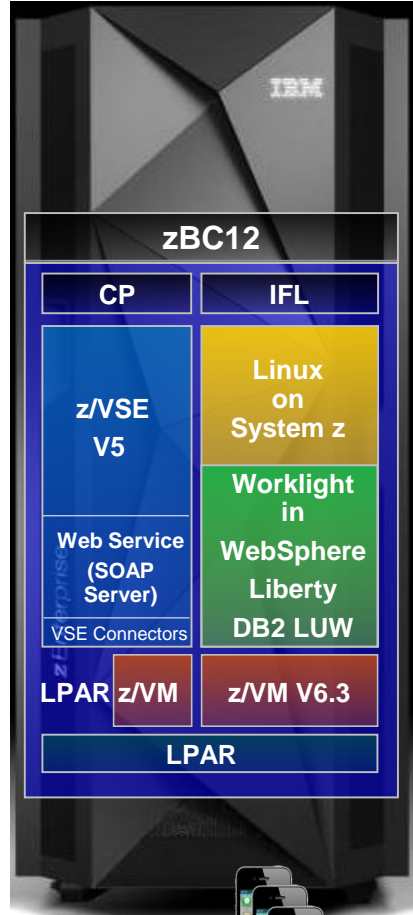 IBM
zBC12
CP
IFL
z/VSE
V5
Web Service
(SOAP
Server)
VSE Connectors
Linux
on
System z
Worklight
in
WebSphere
Liberty
DB2 LUW
LPAR
z/VM
z/VM V6.3
LPAR
zEnterprise